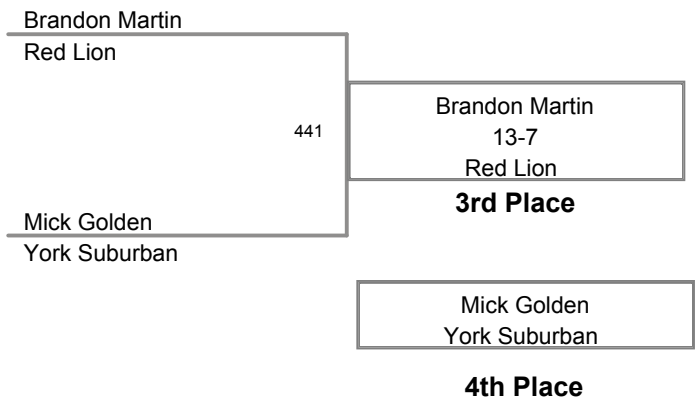 Brandon Martin
Red Lion
441
Brandon Martin
13-7
Red Lion
3rd Place
Mick Golden
York Suburban
Mick Golden
York Suburban
4th Place